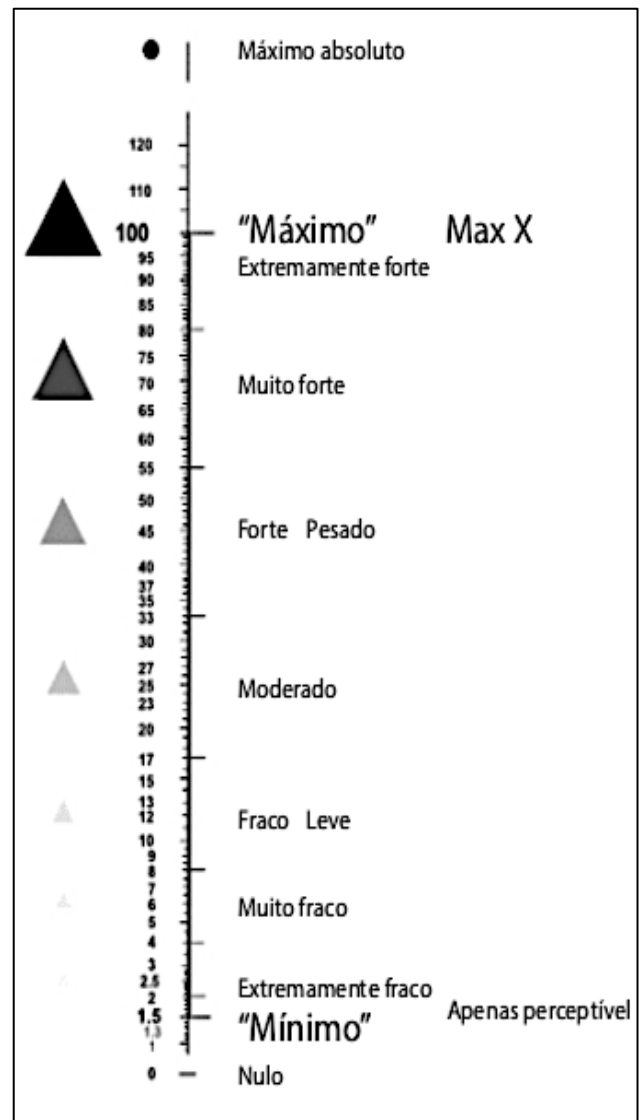 Máximo absoluto
120
110
100 "Máximo" Max X
95 Extremamente forte
90
85
80
75
70 Muito forte
65
60
55
50
45 Forte Pesado
40
37
35
33
30
27
25 Moderado
23
20
17
15
13
12 Fraco Leve
10
9
8
7
6 Muito fraco
5
4
3
2.5 Extremamente fraco
2
1.5 "Mínimo" Apenas perceptível
1.3
1
0 Nulo